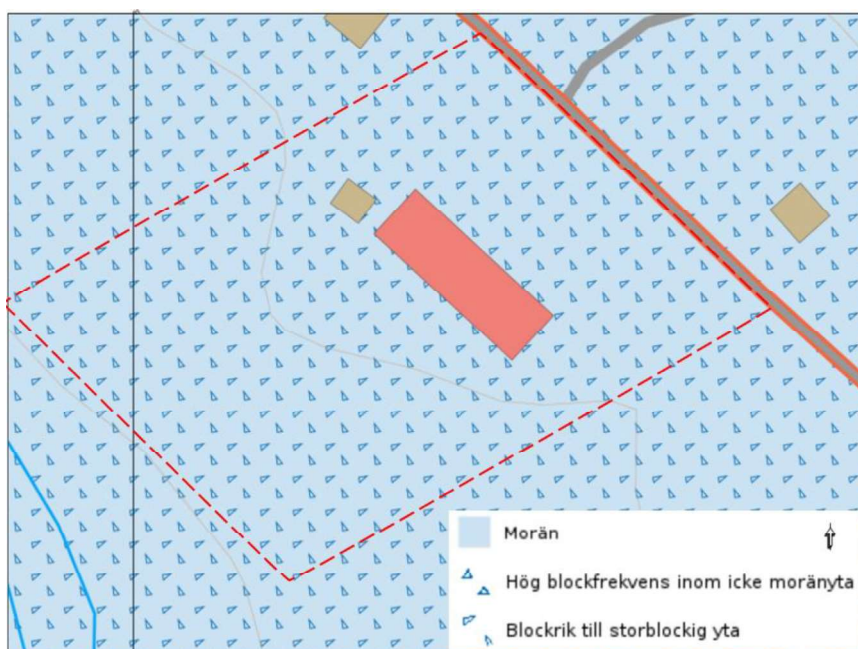 Morän
Hög blockfrekvens inom icke moränyta
Blockrik till storblockig yta